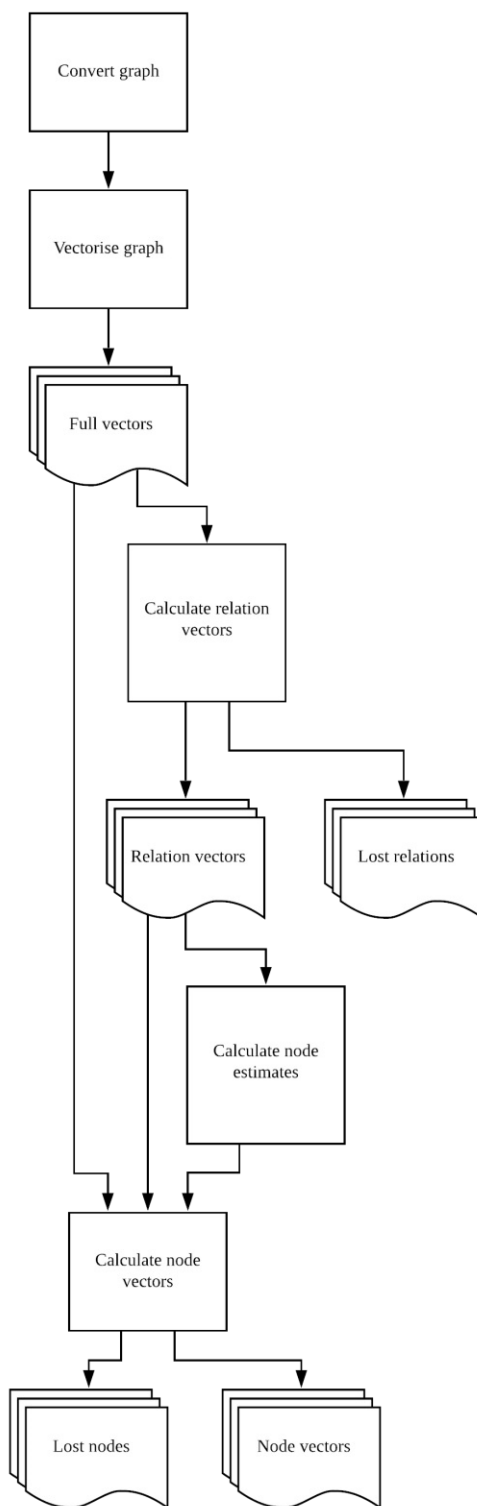 Convert graph
Vectorise graph
Full vectors
Calculate relation
vectors
Relation vectors
Lost relations
Calculate node
estimates
Calculate node
vectors
Lost nodes
Node vectors